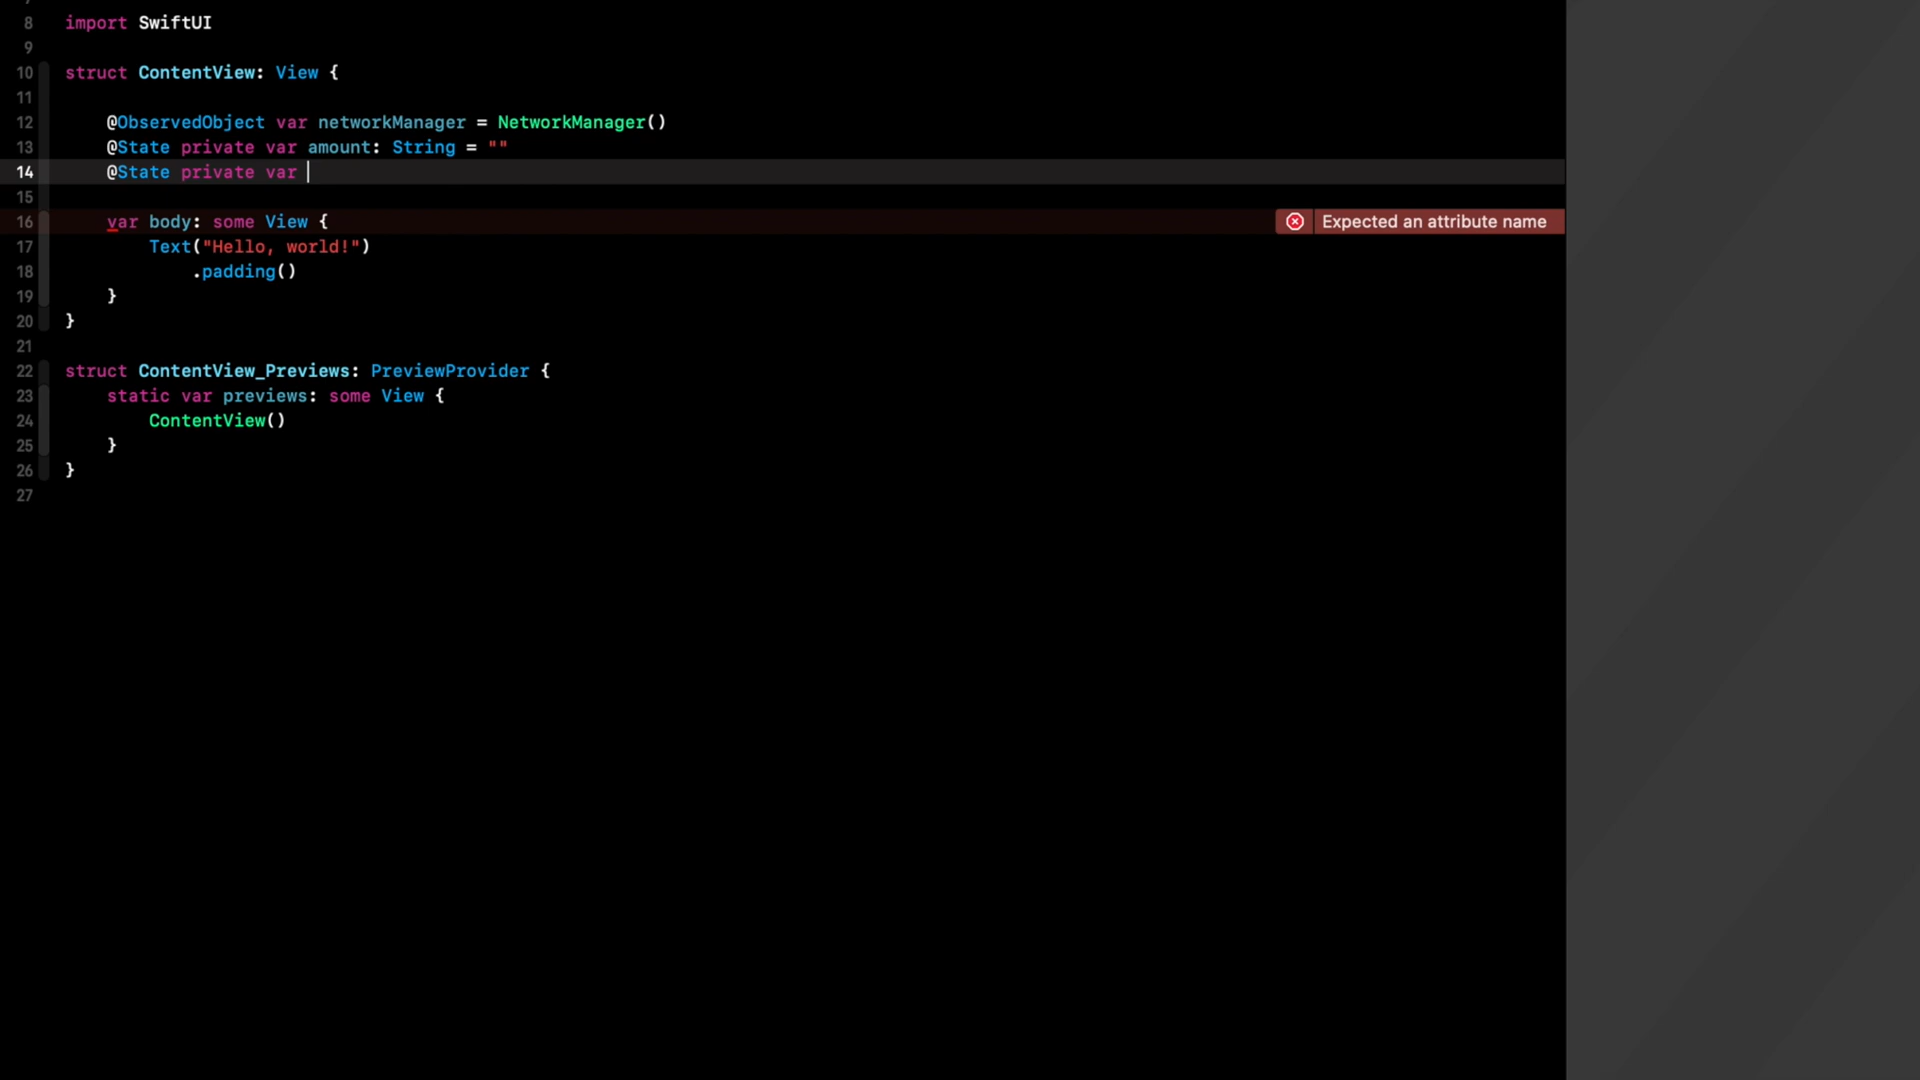 8 import SwiftUI
9
10 struct ContentView: View {
11
12 @ObservedObject var networkManager = NetworkManager()
13 @State private var amount: String = ""
14 @State private var
15
16 var body: some View { Expected an attribute name
17 Text("Hello, world!")
18 .padding()
19 }
20 }
21
22 struct ContentView_Previews: PreviewProvider {
23 static var previews: some View {
24 ContentView()
25 }
26 }
27